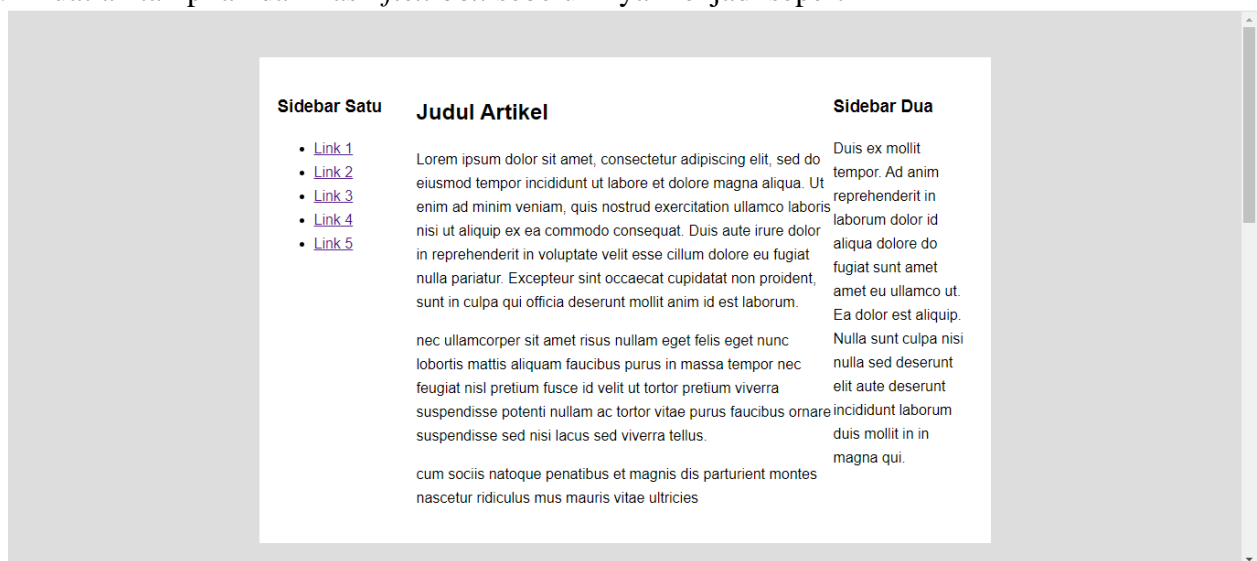 Sidebar Satu
Link 1
Link 2
Link 3
Link 4
Link 5
Judul Artikel
Lorem ipsum dolor sit amet, consectetur adipiscing elit, sed do
eiusmod tempor incididunt ut labore et dolore magna aliqua. Ut
enim ad minim veniam, quis nostrud exercitation ullamco laboris
nisi ut aliquip ex ea commodo consequat. Duis aute irure dolor
in reprehenderit in voluptate velit esse cillum dolore eu fugiat
nulla pariatur. Excepteur sint occaecat cupidatat non proident,
sunt in culpa qui officia deserunt mollit anim id est laborum.
nec ullamcorper sit amet risus nullam eget felis eget nunc
lobortis mattis aliquam faucibus purus in massa tempor nec
feugiat nisl pretium fusce id velit ut tortor pretium viverra
suspendisse potenti nullam ac tortor vitae purus faucibus ornare
suspendisse sed nisi lacus sed viverra tellus.
cum sociis natoque penatibus et magnis dis parturient montes
nascetur ridiculus mus mauris vitae ultricies
Sidebar Dua
Duis ex mollit
tempor. Ad anim
reprehenderit in
laborum dolor id
aliqua dolore do
fugiat sunt amet
amet eu ullamco ut.
Ea dolor est aliquip.
Nulla sunt culpa nisi
nulla sed deserunt
elit aute deserunt
incididunt laborum
duis mollit in in
magna qui.